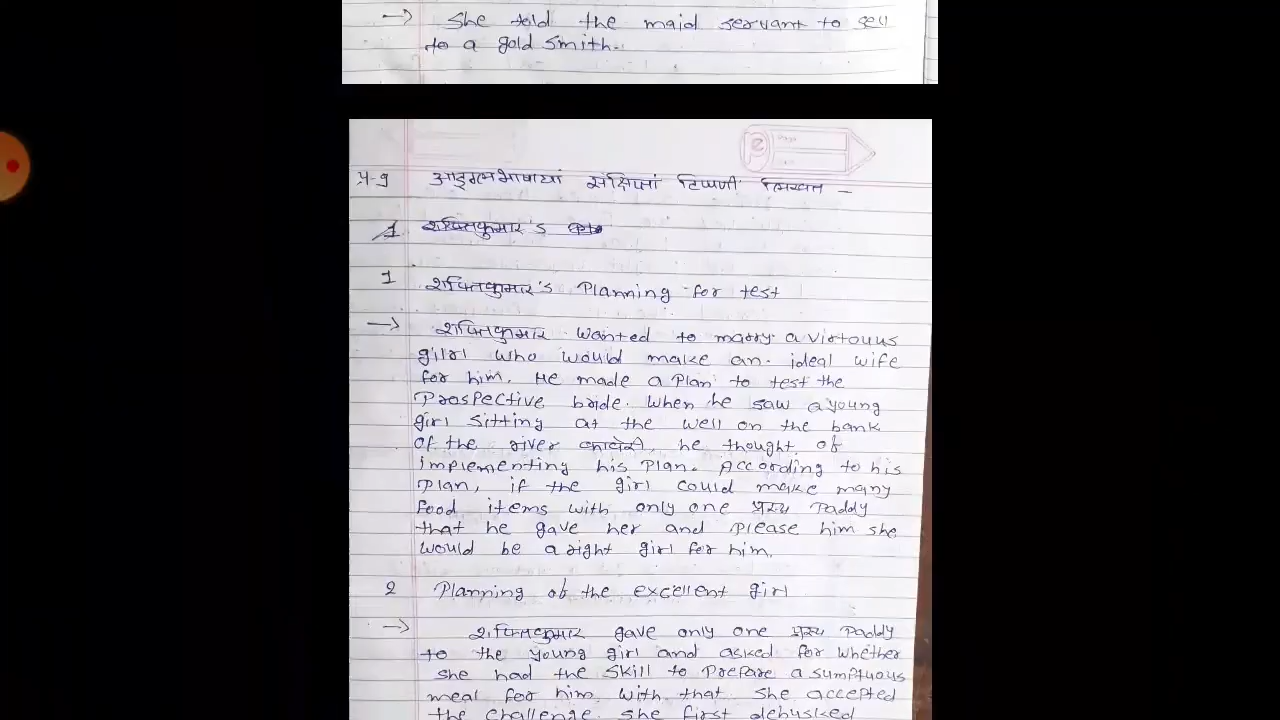 → She told the maid servant to sell
to a gold smith.
प्र-9 आङ्ग्लभाषायां संक्षिप्तां टिप्पणी लिखत -
1 शक्तिकुमार's
1 शक्तिकुमार's Planning for test
→ शक्तिकुमार wanted to marry a virtouus
gilrl who would make an ideal wife
for him. He made a plan to test the
Prospective bride. When he saw a young
girl sitting at the well on the bank
of the river कावेरी, he thought of
implementing his plan. According to his
plan, if the girl could make many
food items with only one प्रस्थ Paddy
that he gave her and please him she
would be a right girl for him.
2 Planning of the excellent girl
→ शक्तिकुमार gave only one प्रस्थ Paddy
to the young girl and asked for whether
she had the skill to prepare a sumptuous
meal for him with that. She accepted
the challenge. She first dehusked